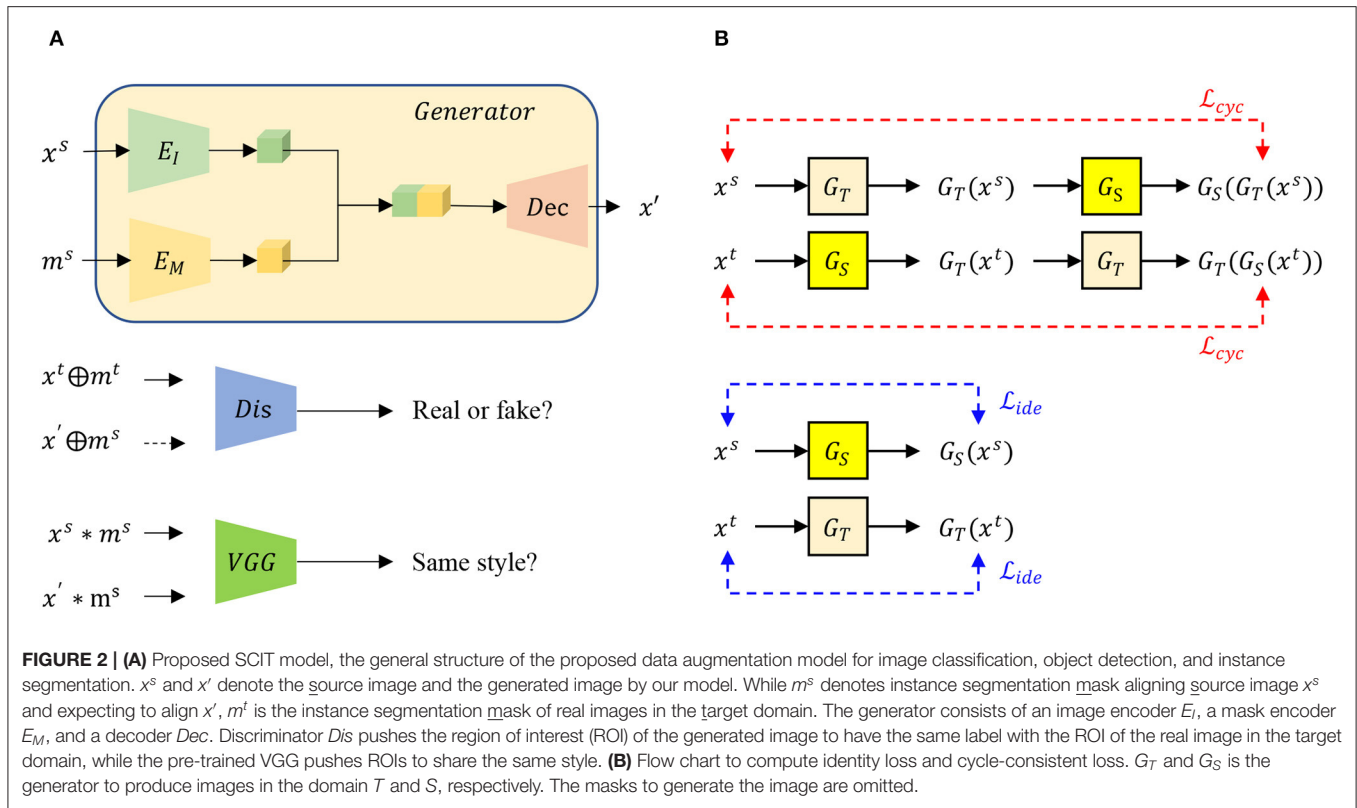 A
Generator
x^s
E_I
m^s
E_M
Dec
x′
x^t⊕m^t
Dis
Real or fake?
x′⊕m^s
x^s * m^s
VGG
Same style?
x′ * m^s
B
ℒ_cyc
x^s G_T G_T(x^s) G_S G_S(G_T(x^s))
x^t G_S G_T(x^t) G_T G_T(G_S(x^t))
ℒ_cyc
ℒ_ide
x^s G_S G_S(x^s)
x^t G_T G_T(x^t)
ℒ_ide
FIGURE 2 | (A) Proposed SCIT model, the general structure of the proposed data augmentation model for image classification, object detection, and instance
segmentation. x^s and x′ denote the source image and the generated image by our model. While m^s denotes instance segmentation mask aligning source image x^s
and expecting to align x′, m^t is the instance segmentation mask of real images in the target domain. The generator consists of an image encoder E_I, a mask encoder
E_M, and a decoder Dec. Discriminator Dis pushes the region of interest (ROI) of the generated image to have the same label with the ROI of the real image in the target
domain, while the pre-trained VGG pushes ROIs to share the same style. (B) Flow chart to compute identity loss and cycle-consistent loss. G_T and G_S is the
generator to produce images in the domain T and S, respectively. The masks to generate the image are omitted.